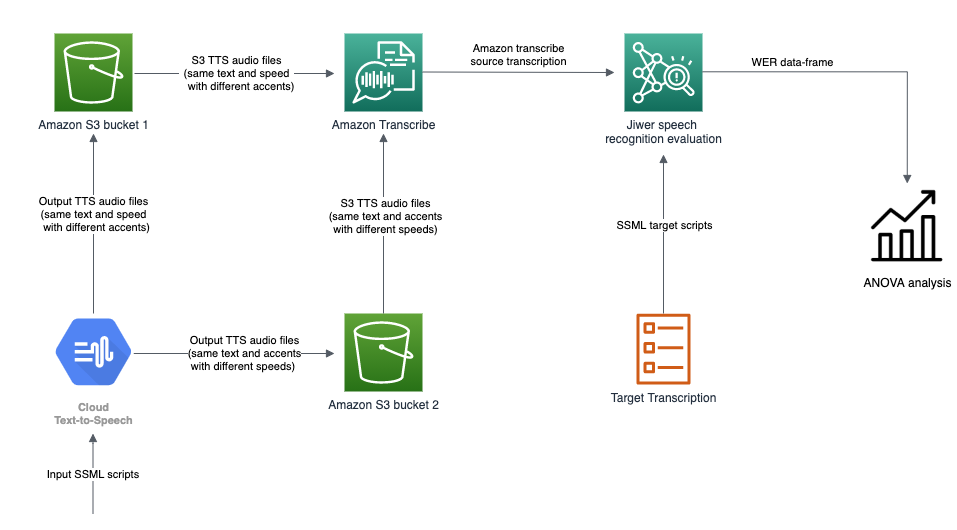 S3 TTS audio files
(same text and speed
with different accents)
Amazon transcribe
source transcription
WER data-frame
Amazon S3 bucket 1
Amazon Transcribe
Jiwer speech
recognition evaluation
Output TTS audio files
(same text and speed
with different accents)
S3 TTS audio files
(same text and accents
with different speeds)
SSML target scripts
ANOVA analysis
Output TTS audio files
(same text and accents
with different speeds)
Cloud
Text-to-Speech
Amazon S3 bucket 2
Target Transcription
Input SSML scripts